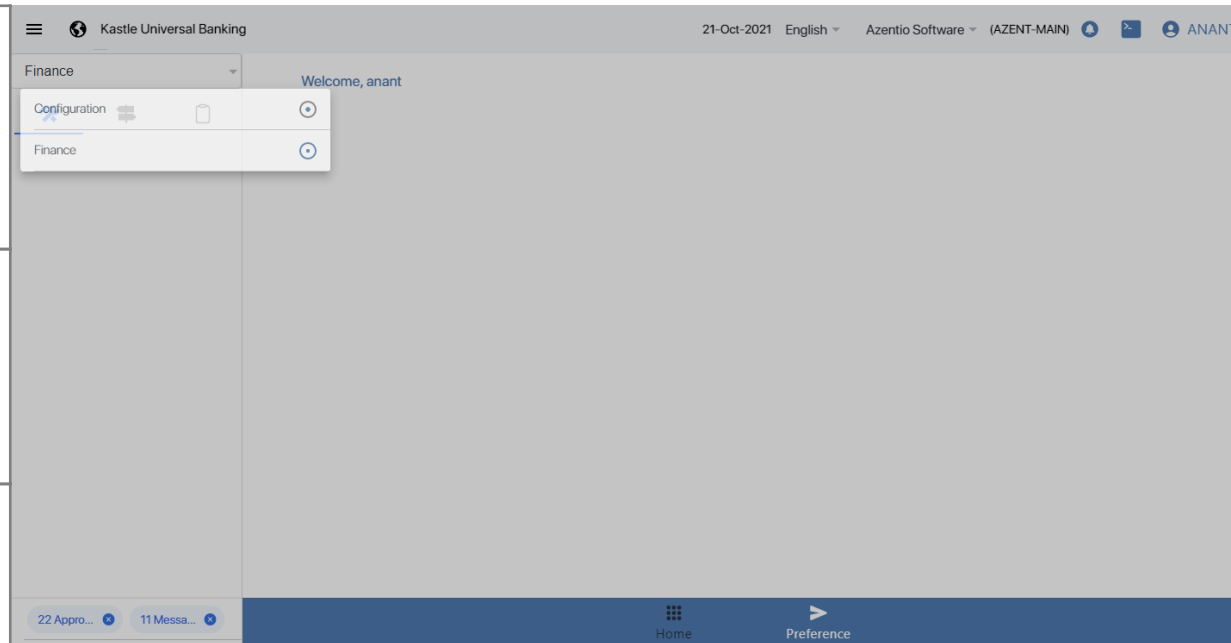 Kastle Universal Banking 21-Oct-2021 English Azentio Software (AZENT-MAIN) ANANT
Finance
Welcome, anant
Configuration
Finance
22 Appro... 11 Messa...
Home Preference